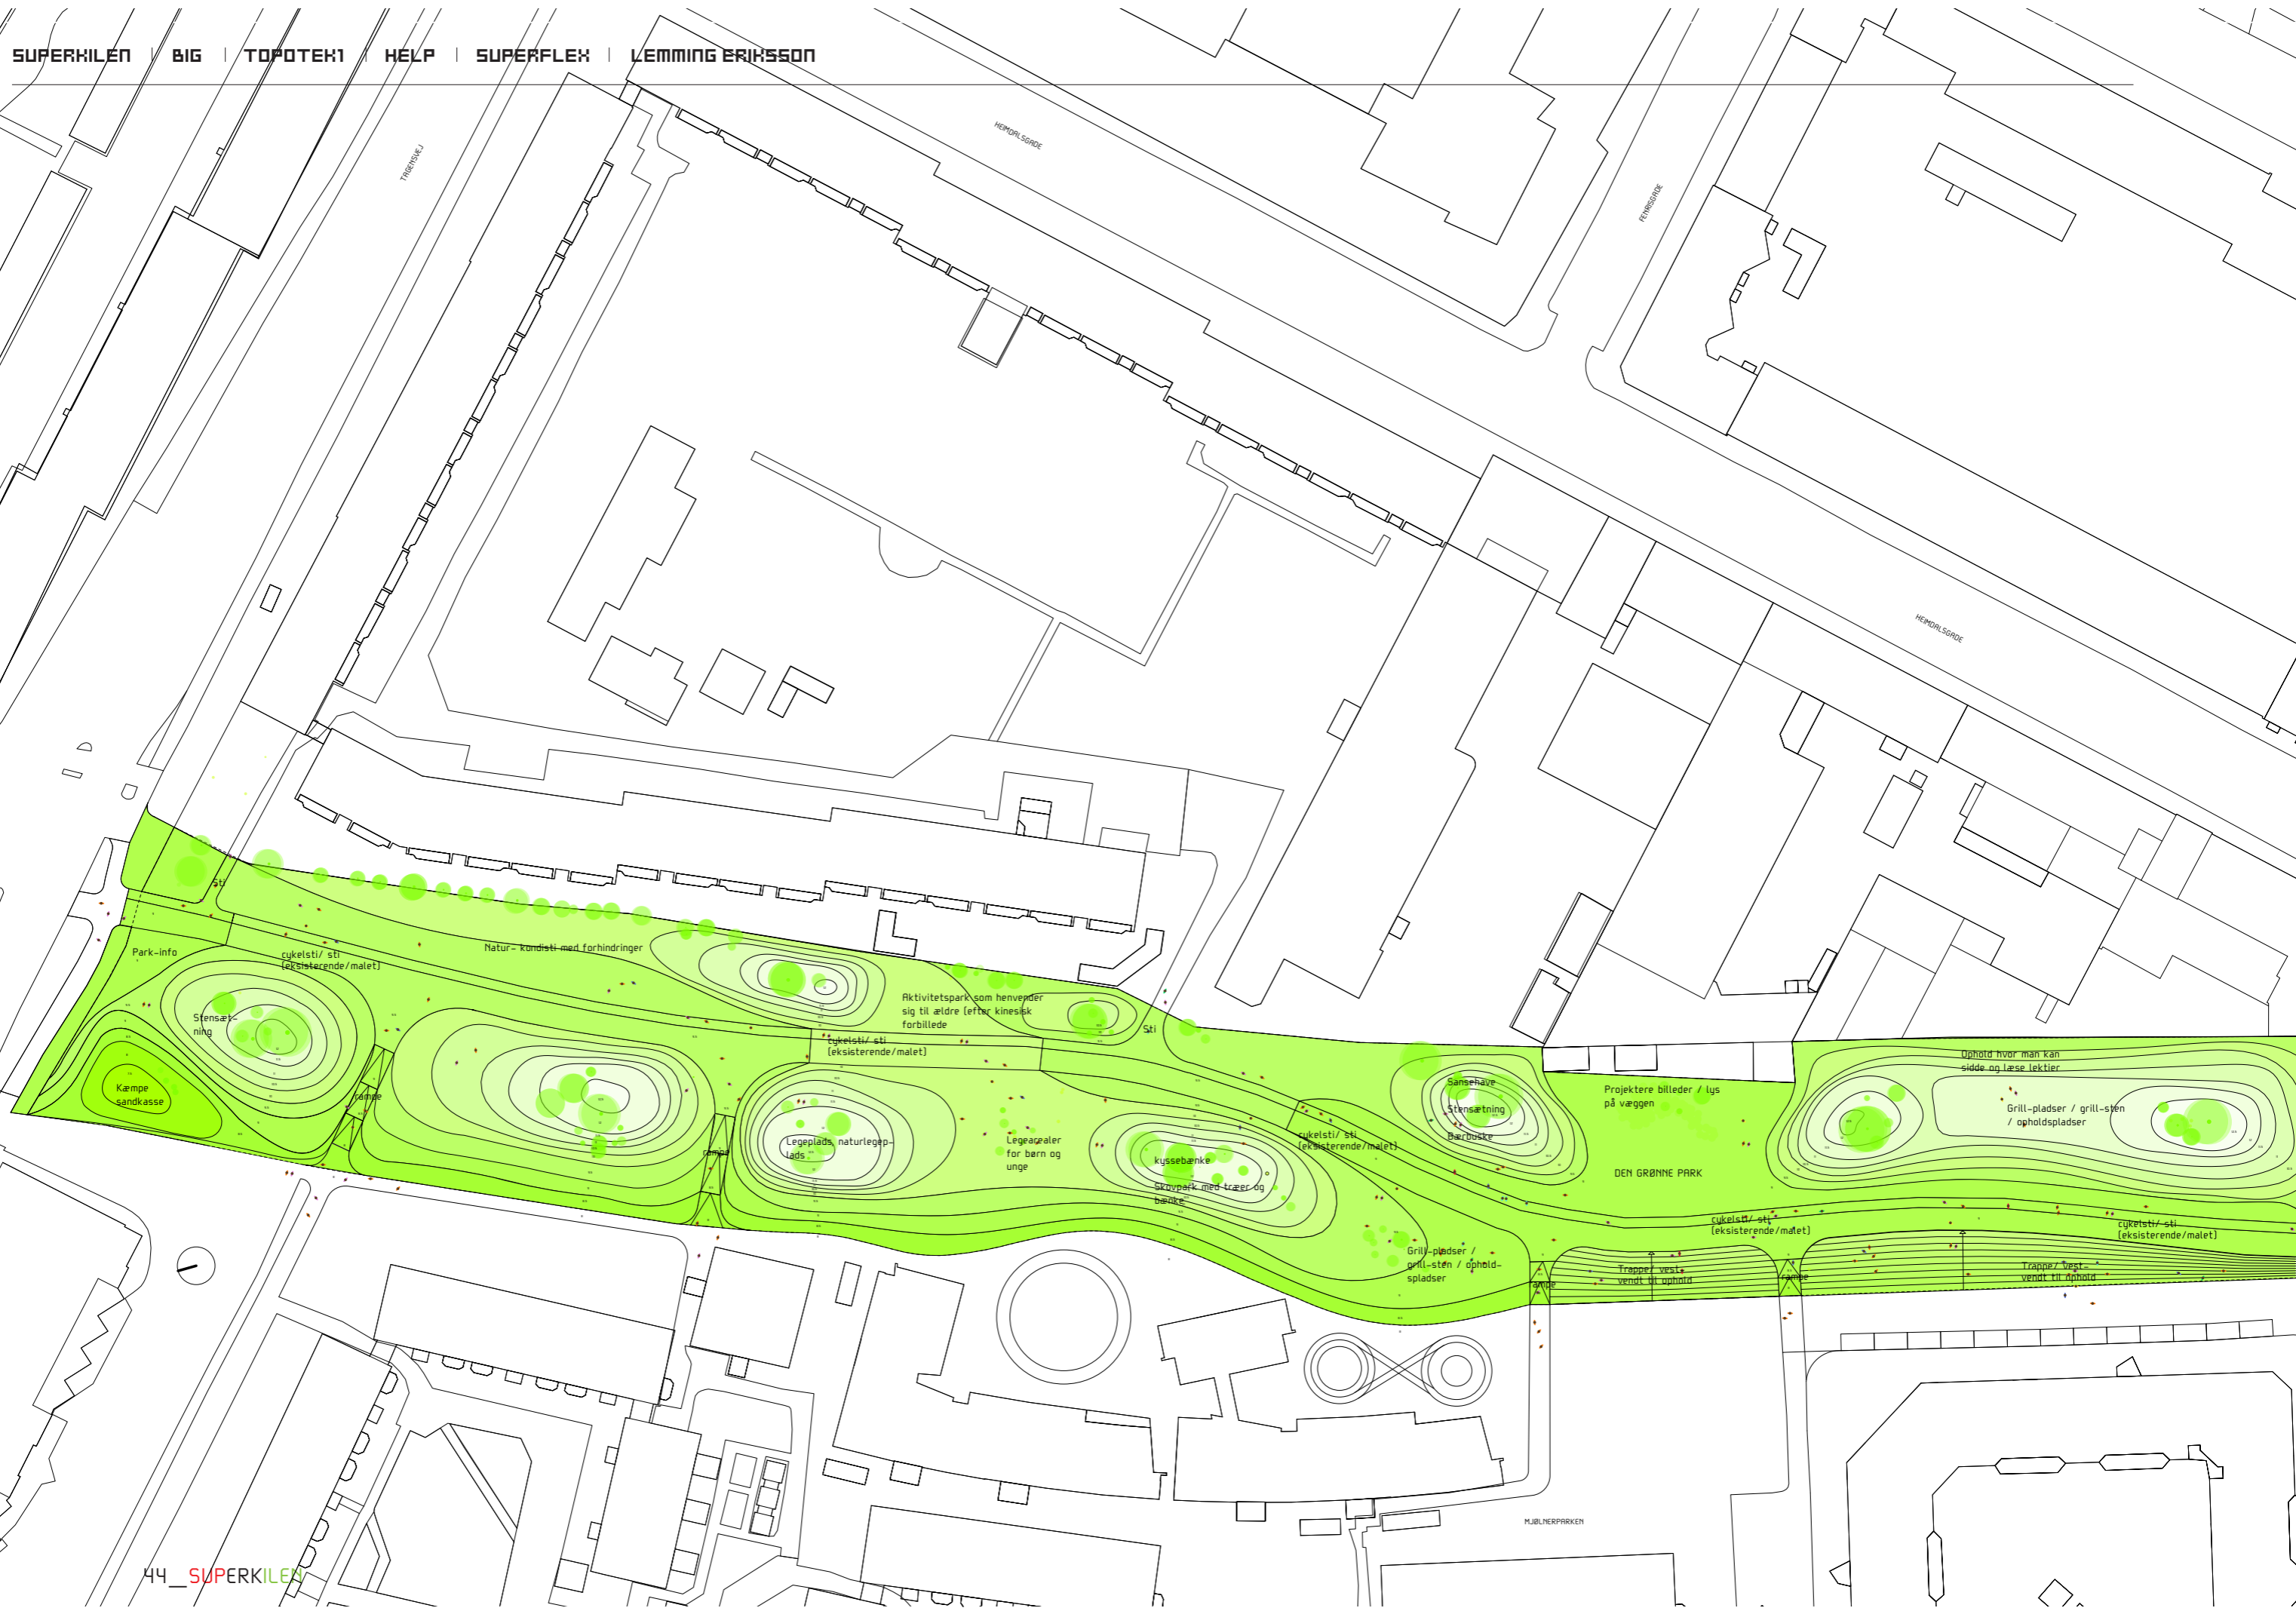 SUPERKILEN | BIG | TOPOTEK1 | HELP | SUPERFLEX | LEMMING ERIKSSON
HEIMDALSGADE
TAGENSVEJ
FENRISGADE
HEIMDALSGADE
Sti
Park-info
cykelsti/ sti
(eksisterende/malet)
Natur- kondisti med forhindringer
Stensæt-
ning
Kæmpe
sandkasse
rampe
Aktivitetspark som henvender
sig til ældre (efter kinesisk
forbillede
Sti
cykelsti/ sti
(eksisterende/malet)
rampe
Legeplads, naturlegep-
lads
Legearealer
for børn og
unge
kyssebænke
Skovpark med træer og
bænke
cykelsti/ sti
(eksisterende/malet)
Sansehave
Stensætning
Bærbuske
Projektere billeder / lys
på væggen
DEN GRØNNE PARK
Ophold hvor man kan
sidde og læse lektier
Grill-pladser / grill-sten
/ opholdspladser
Grill-pladser /
grill-sten / ophold-
spladser
rampe
cykelsti/ sti
(eksisterende/malet)
Trappe/ vest-
vendt til ophold
rampe
cykelsti/ sti
(eksisterende/malet)
Trappe/ vest-
vendt til ophold
MJØLNERPARKEN
44__SUPERKILEN